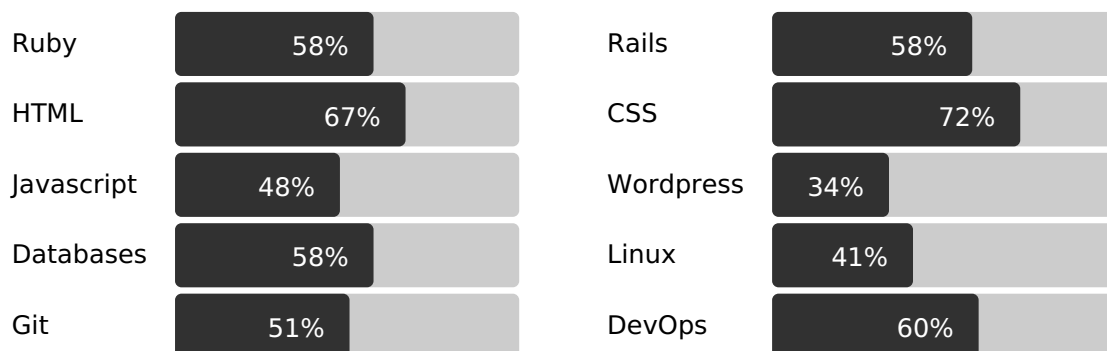 Ruby 58% Rails 58%
HTML 67% CSS 72%
Javascript 48% Wordpress 34%
Databases 58% Linux 41%
Git 51% DevOps 60%